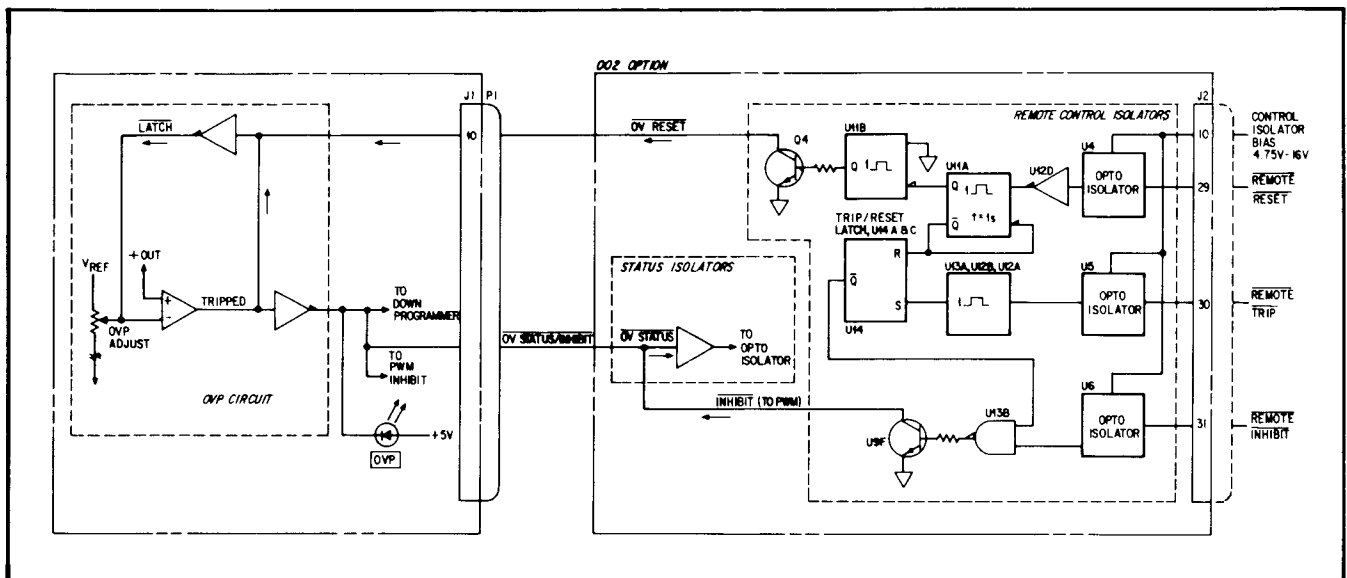 002 OPTION
J1
P1
J2
REMOTE CONTROL ISOLATORS
LATCH
10
OV RESET
Q4
U11B
Q
U11A
Q
t = 1s
Q
U12D
U4
OPTO
ISOLATOR
10
CONTROL
ISOLATOR
BIAS
4.75V-16V
29
REMOTE
RESET
TRIP/RESET
LATCH, U14 A & C
R
Q
S
U14
U13A, U12B, U12A
U5
OPTO
ISOLATOR
30
REMOTE
TRIP
VREF
+ OUT
+
-
TRIPPED
OVP
ADJUST
TO
DOWN
PROGRAMMER
TO
PWM
INHIBIT
OVP CIRCUIT
+5V
OVP
OV STATUS/INHIBIT
STATUS ISOLATORS
OV STATUS
TO
OPTO
ISOLATOR
INHIBIT (TO PWM)
U9F
U13B
U6
OPTO
ISOLATOR
31
REMOTE
INHIBIT